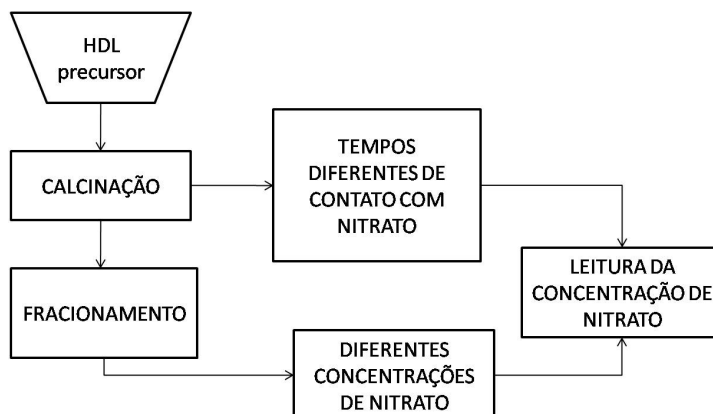 HDL
precursor
CALCINAÇÃO
TEMPOS
DIFERENTES DE
CONTATO COM
NITRATO
FRACIONAMENTO
DIFERENTES
CONCENTRAÇÕES
DE NITRATO
LEITURA DA
CONCENTRAÇÃO DE
NITRATO